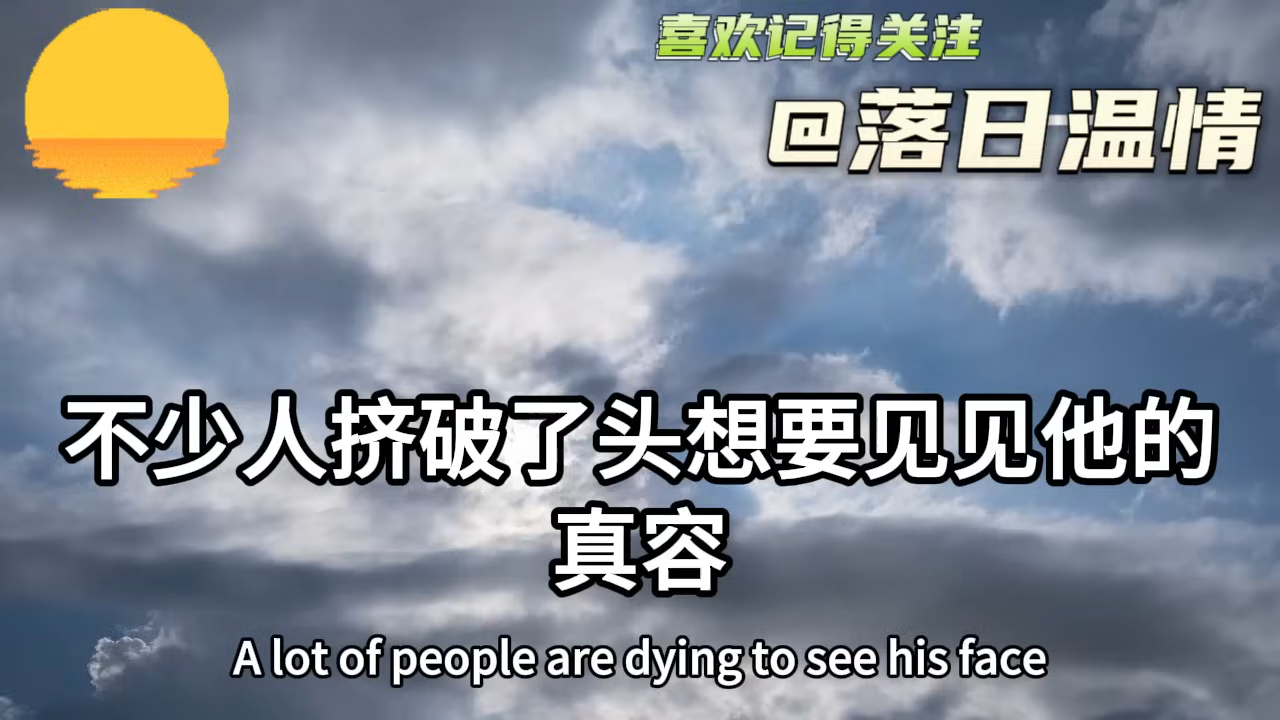 喜欢记得关注
@落日温情
不少人挤破了头想要见见他的
真容
A lot of people are dying to see his face